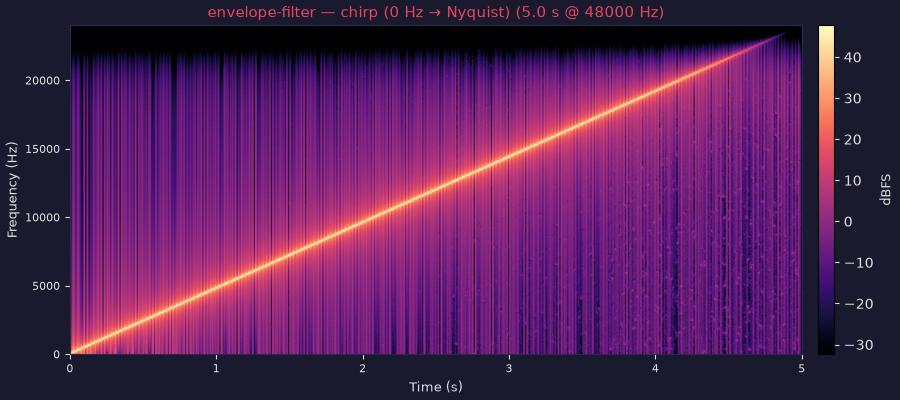 envelope-filter — chirp (0 Hz → Nyquist) (5.0 s @ 48000 Hz)
Frequency (Hz)
20000
15000
10000
5000
0
0 1 2 3 4 5
Time (s)
40
30
20
10
0
−10
−20
−30
dBFS